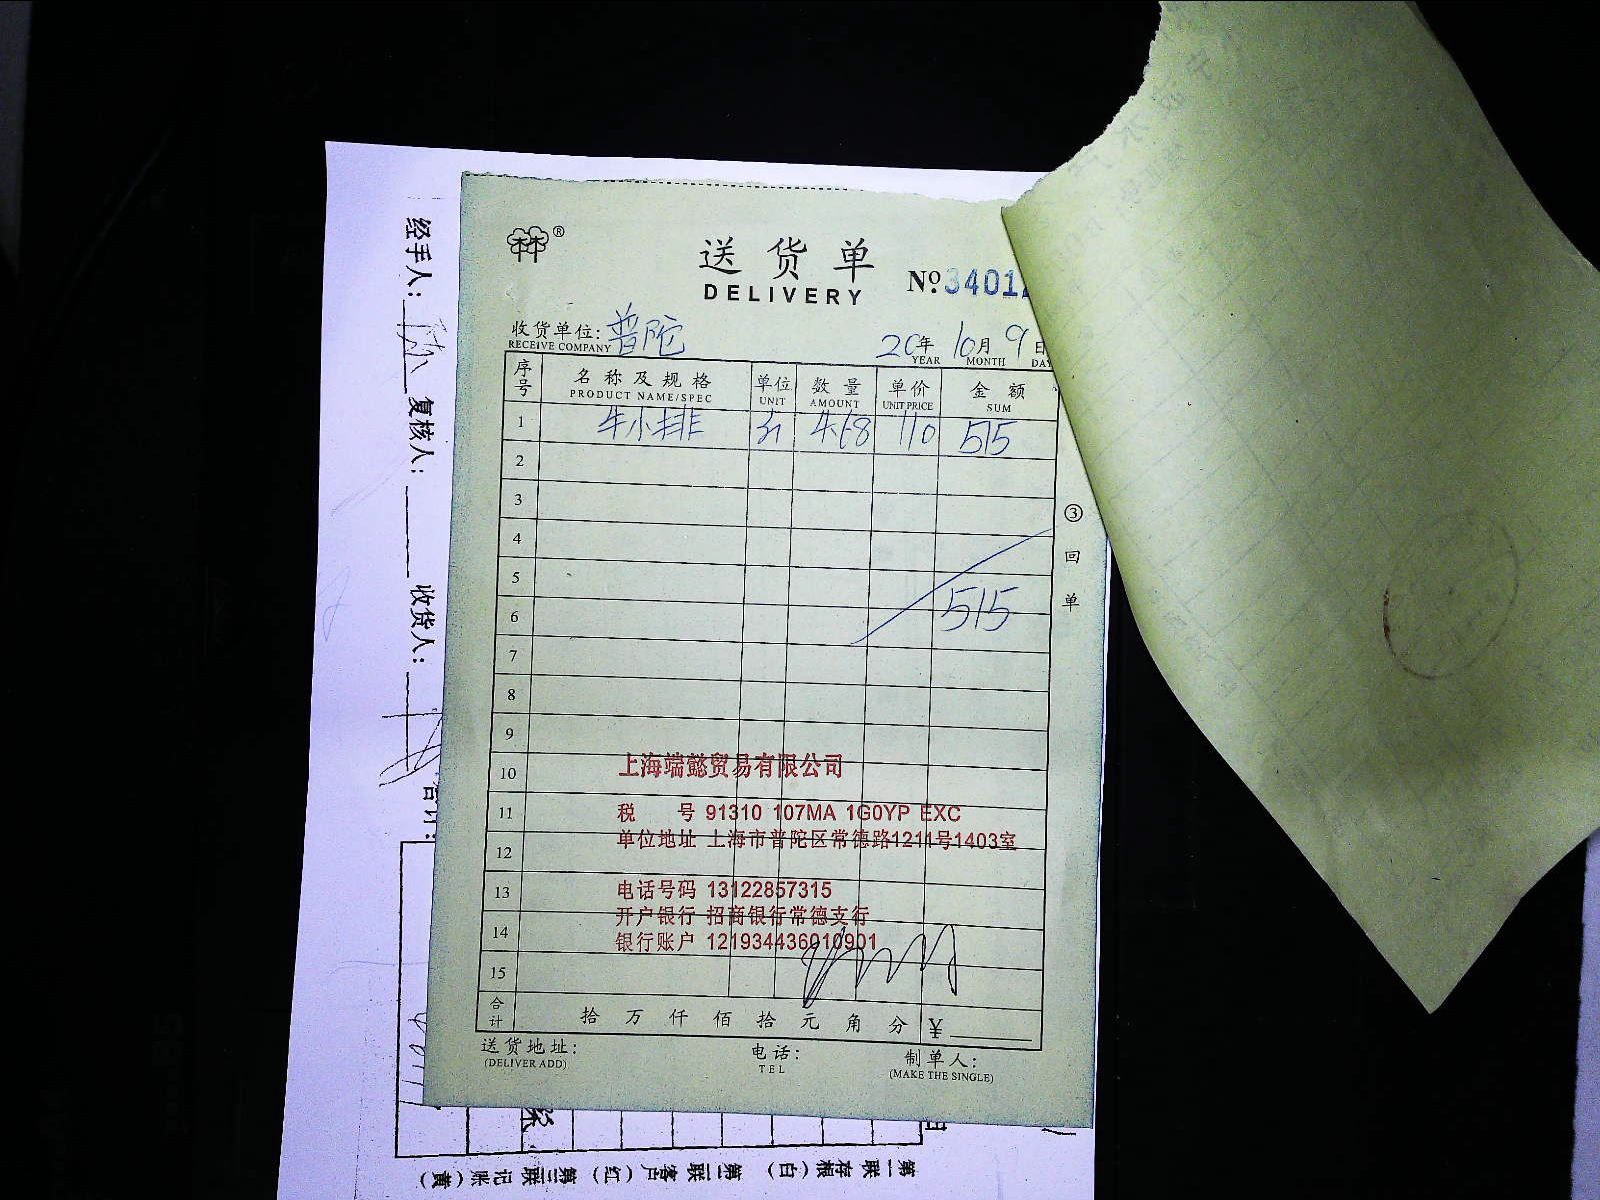 送货单
DELIVERY
№ 3401
收货单位: 普陀
RECEIVE COMPANY
20年 10月 9日
YEAR MONTH DAY
序号 名称及规格 单位 数量 单价 金额
PRODUCT NAME/SPEC UNIT AMOUNT UNIT PRICE SUM
1 牛小排 4.68 110 515
2
3
4
5
6 515
7
8
9
10
11
12
13
14
15
③回单
上海端懿贸易有限公司
税 号 91310 107MA 1G0YP EXC
单位地址 上海市普陀区常德路1211号1403室
电话号码 13122857315
开户银行 招商银行常德支行
银行账户 121934436010901
合计 拾 万 仟 佰 拾 元 角 分 ¥
送货地址: 电话: 制单人:
(DELIVER ADD) TEL (MAKE THE SINGLE)
经手人: 复核人: 收货人:
合计:
第一联存根(白) 第二联客户(红) 第三联记账(黄)